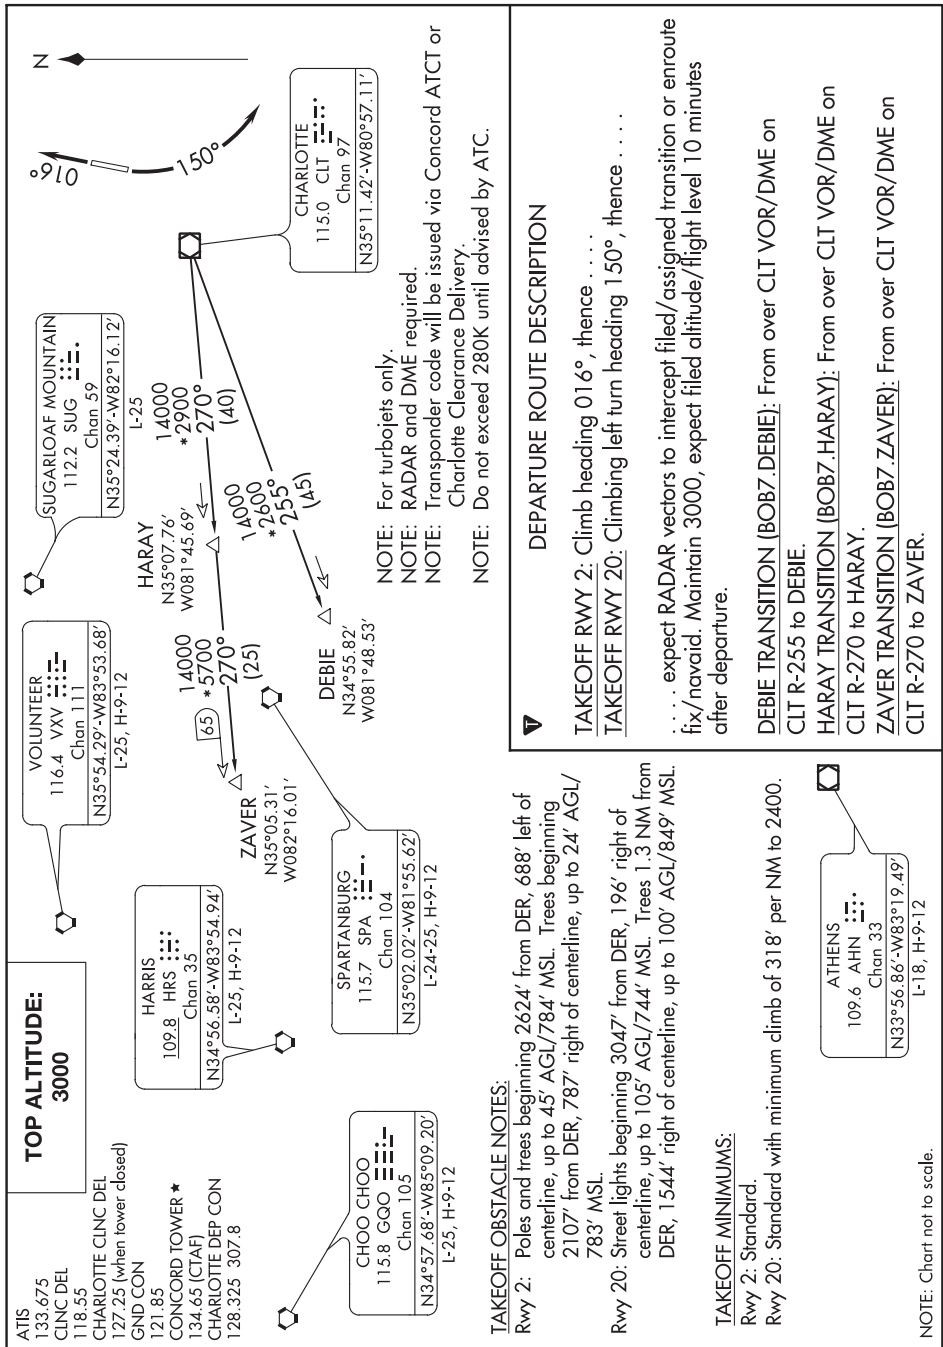 ATIS
133.675
CLNC DEL
118.55
CHARLOTTE CLNC DEL
127.25 (when tower closed)
GND CON
121.85
CONCORD TOWER ★
134.65 (CTAF)
CHARLOTTE DEP CON
128.325 307.8
TOP ALTITUDE:
3000
VOLUNTEER
116.4 VXV
Chan 111
N35°54.29'-W83°53.68'
L-25, H-9-12
SUGARLOAF MOUNTAIN
112.2 SUG
Chan 59
N35°24.39'-W82°16.12'
L-25
HARRIS
109.8 HRS
Chan 35
N34°56.58'-W83°54.94'
L-25, H-9-12
CHOO CHOO
115.8 GQO
Chan 105
N34°57.68'-W85°09.20'
L-25, H-9-12
SPARTANBURG
115.7 SPA
Chan 104
N35°02.02'-W81°55.62'
L-24-25, H-9-12
CHARLOTTE
115.0 CLT
Chan 97
N35°11.42'-W80°57.11'
ATHENS
109.6 AHN
Chan 33
N33°56.86'-W83°19.49'
L-18, H-9-12
N
016°
150°
HARAY
N35°07.76'
W081°45.69'
14000
*2900
270°
(40)
14000
*5700
270°
(25)
65
ZAVER
N35°05.31'
W082°16.01'
14000
*2600
255°
(45)
DEBIE
N34°55.82'
W081°48.53'
NOTE: For turbojets only.
NOTE: RADAR and DME required.
NOTE: Transponder code will be issued via Concord ATCT or
Charlotte Clearance Delivery.
NOTE: Do not exceed 280K until advised by ATC.
TAKEOFF OBSTACLE NOTES:
Rwy 2: Poles and trees beginning 2624' from DER, 688' left of
centerline, up to 45' AGL/784' MSL. Trees beginning
2107' from DER, 787' right of centerline, up to 24' AGL/
783' MSL.
Rwy 20: Street lights beginning 3047' from DER, 196' right of
centerline, up to 105' AGL/744' MSL. Trees 1.3 NM from
DER, 1544' right of centerline, up to 100' AGL/849' MSL.
TAKEOFF MINIMUMS:
Rwy 2: Standard.
Rwy 20: Standard with minimum climb of 318' per NM to 2400.
NOTE: Chart not to scale.
T
DEPARTURE ROUTE DESCRIPTION
TAKEOFF RWY 2: Climb heading 016°, thence . . . .
TAKEOFF RWY 20: Climbing left turn heading 150°, thence . . . .
. . . . expect RADAR vectors to intercept filed/assigned transition or enroute
fix/navaid. Maintain 3000, expect filed altitude/flight level 10 minutes
after departure.
DEBIE TRANSITION (BOB7.DEBIE): From over CLT VOR/DME on
CLT R-255 to DEBIE.
HARAY TRANSITION (BOB7.HARAY): From over CLT VOR/DME on
CLT R-270 to HARAY.
ZAVER TRANSITION (BOB7.ZAVER): From over CLT VOR/DME on
CLT R-270 to ZAVER.